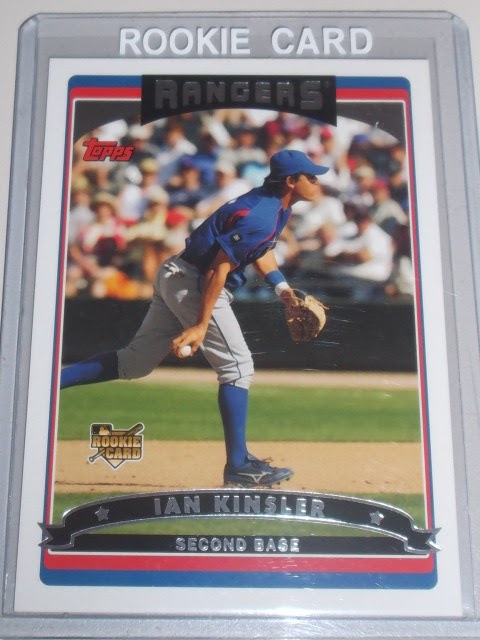 ROOKIE CARD
RANGERS
topps
ROOKIE
CARD
IAN KINSLER
SECOND BASE